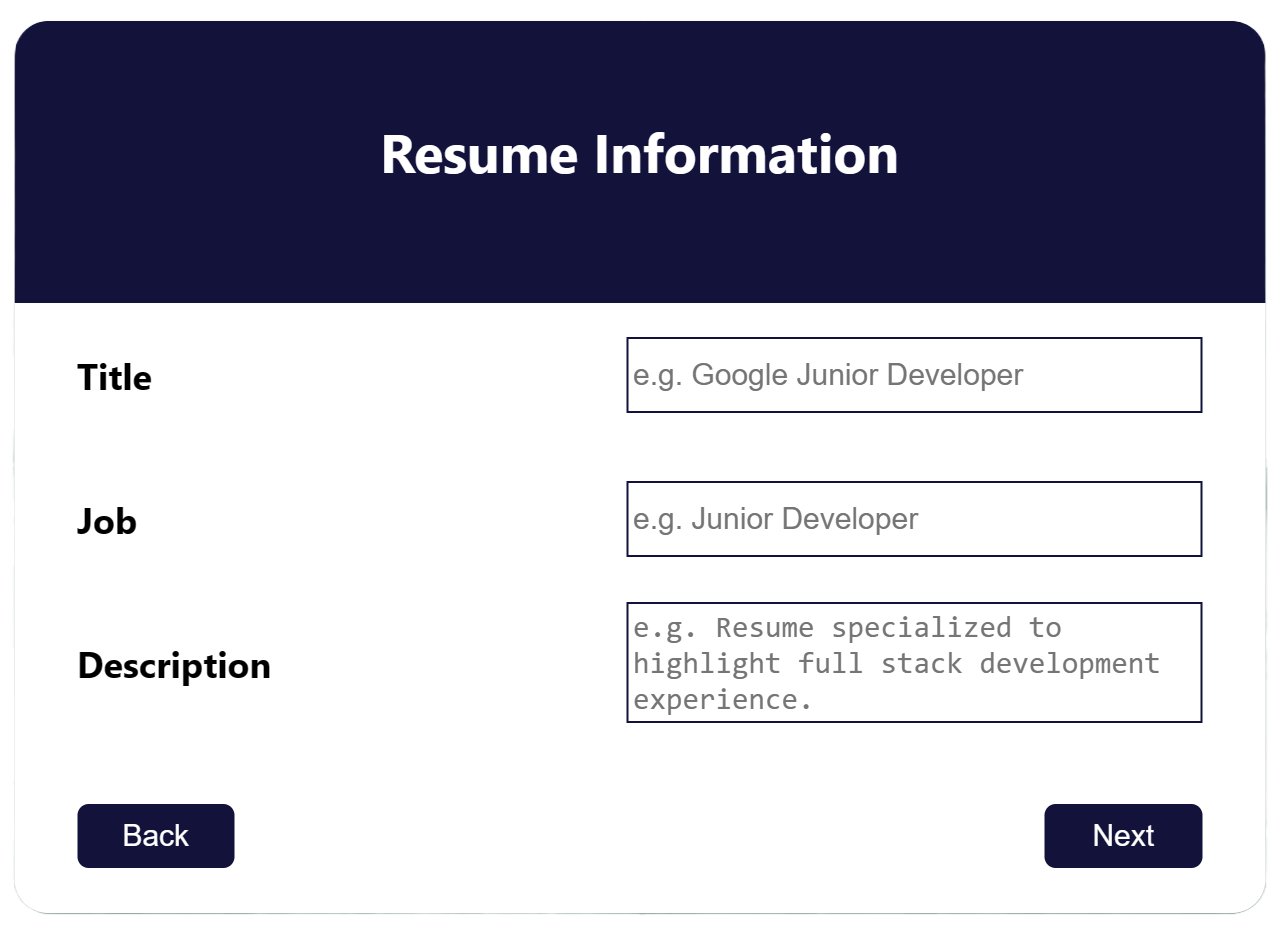 Resume Information
Title
e.g. Google Junior Developer
Job
e.g. Junior Developer
Description
e.g. Resume specialized to
highlight full stack development
experience.
Back
Next